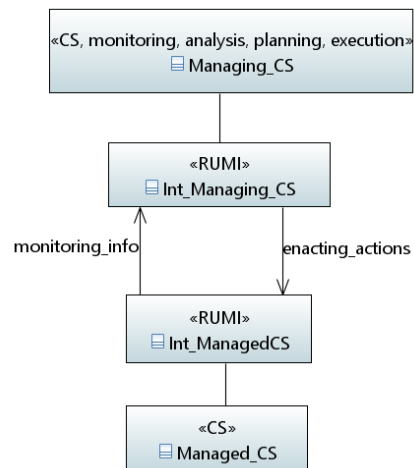 «CS, monitoring, analysis, planning, execution»
Managing_CS
«RUMI»
Int_Managing_CS
monitoring_info
enacting_actions
«RUMI»
Int_ManagedCS
«CS»
Managed_CS